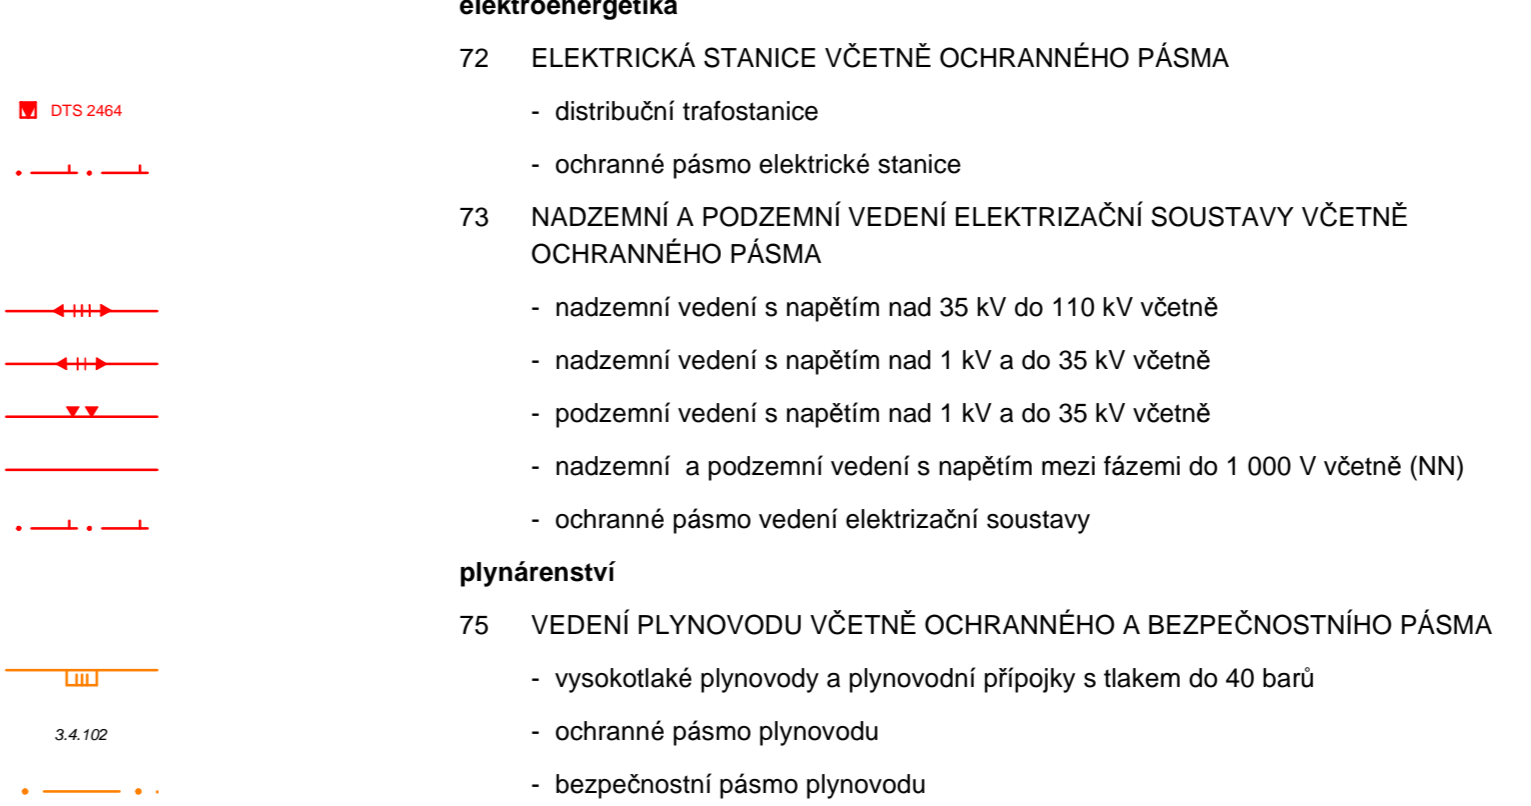 elektroenergetika
72 ELEKTRICKÁ STANICE VČETNĚ OCHRANNÉHO PÁSMA
DTS 2464 - distribuční trafostanice
- ochranné pásmo elektrické stanice
73 NADZEMNÍ A PODZEMNÍ VEDENÍ ELEKTRIZAČNÍ SOUSTAVY VČETNĚ
OCHRANNÉHO PÁSMA
- nadzemní vedení s napětím nad 35 kV do 110 kV včetně
- nadzemní vedení s napětím nad 1 kV a do 35 kV včetně
- podzemní vedení s napětím nad 1 kV a do 35 kV včetně
- nadzemní a podzemní vedení s napětím mezi fázemi do 1 000 V včetně (NN)
- ochranné pásmo vedení elektrizační soustavy
plynárenství
75 VEDENÍ PLYNOVODU VČETNĚ OCHRANNÉHO A BEZPEČNOSTNÍHO PÁSMA
- vysokotlaké plynovody a plynovodní přípojky s tlakem do 40 barů
3.4.102 - ochranné pásmo plynovodu
- bezpečnostní pásmo plynovodu